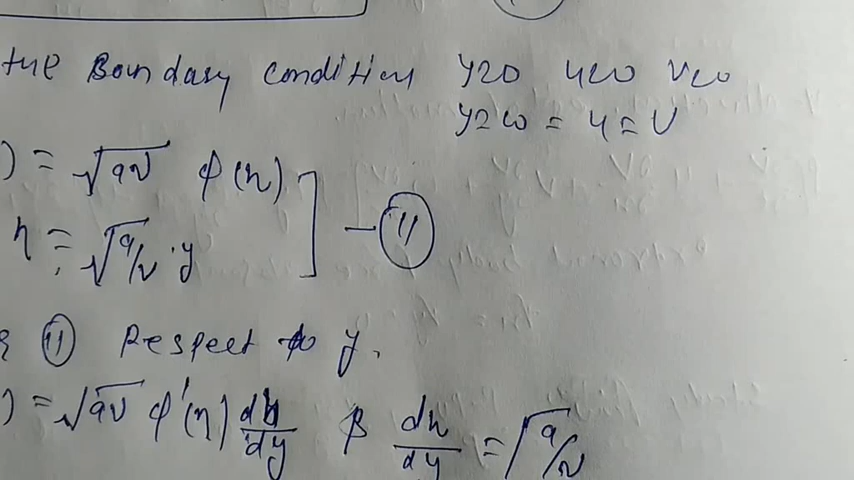 the Boundary condition y=0 u=0 v=0
y=∞ = u = U
) = √aν φ(η)
η = √a/ν · y — (11)
(11) Respect to y.
) = √aν φ'(η) dη/dy & dη/dy = √a/ν